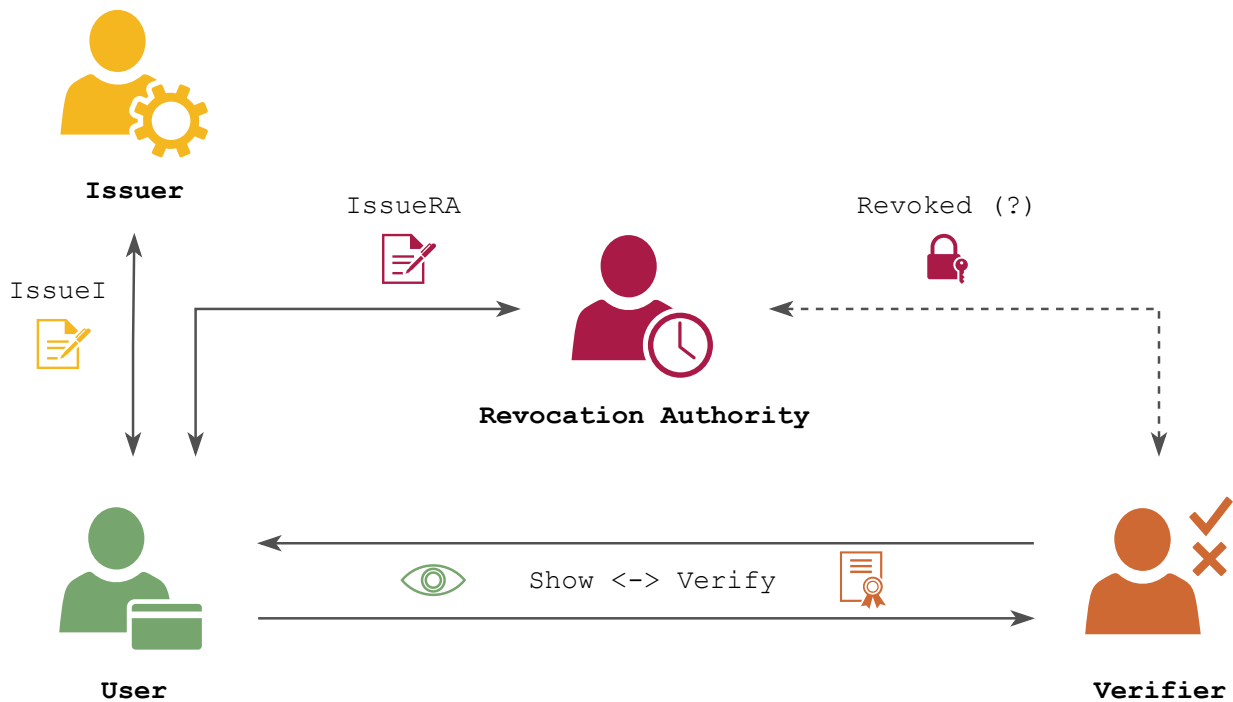 Issuer
IssueRA
Revoked (?)
IssueI
Revocation Authority
Show <-> Verify
User
Verifier